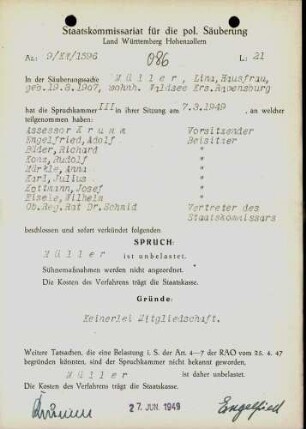 Staatskommissariat für die pol. Säuberung
Land Württemberg Hohenzollern
Az: 9/XX/1596 086 L: 21
In der Säuberungssache Müller, Lina, Hausfrau,
geb.19.8.1907, wohnh. Waldsee Krs.Ravensburg
hat die Spruchkammer III in ihrer Sitzung am 7.3.1949, an welcher
teilgenommen haben:
Assessor Krumm Vorsitzender
Engelfried, Adolf Beisitzer
Elder, Richard "
Konz, Rudolf "
Märkle, Anna "
Karl, Julius "
Kottmann, Josef "
Eisele, Wilhelm "
Ob.Reg.Rat Dr.Schmid Vertreter des
Staatskommissars
beschlossen und sofort verkündet folgenden
SPRUCH:
Müller
ist unbelastet.
Sühnemaßnahmen werden nicht angeordnet.
Die Kosten des Verfahrens trägt die Staatskasse.
Gründe:
Keinerlei Mitgliedschaft.
Weitere Tatsachen, die eine Belastung i. S. der Art. 4–7 der RAO vom 25. 4. 47
begründen können, sind der Spruchkammer nicht bekannt geworden.
Müller ist daher unbelastet.
Die Kosten des Verfahrens trägt die Staatskasse.
Krumm 27. JUNI 1949 Engelfried